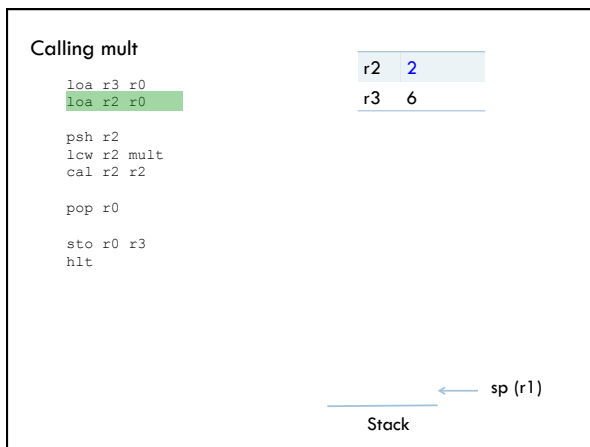 Calling mult
loa r3 r0
loa r2 r0
psh r2
lcw r2 mult
cal r2 r2
pop r0
sto r0 r3
hlt
r2 2
r3 6
sp (r1)
Stack